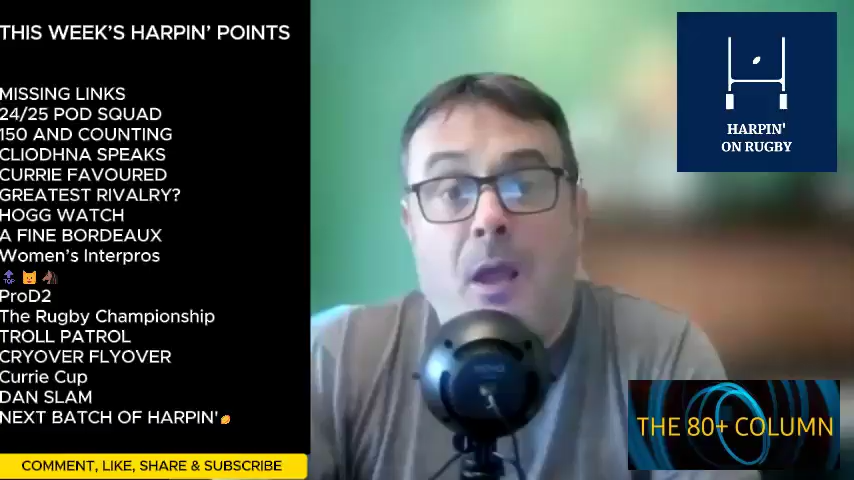 THIS WEEK'S HARPIN' POINTS
MISSING LINKS
24/25 POD SQUAD
150 AND COUNTING
CLIODHNA SPEAKS
CURRIE FAVOURED
GREATEST RIVALRY?
HOGG WATCH
A FINE BORDEAUX
Women's Interpros
🔝 🐱 🐴
ProD2
The Rugby Championship
TROLL PATROL
CRYOVER FLYOVER
Currie Cup
DAN SLAM
NEXT BATCH OF HARPIN'🏉
COMMENT, LIKE, SHARE & SUBSCRIBE
HARPIN'
ON RUGBY
THE 80+ COLUMN